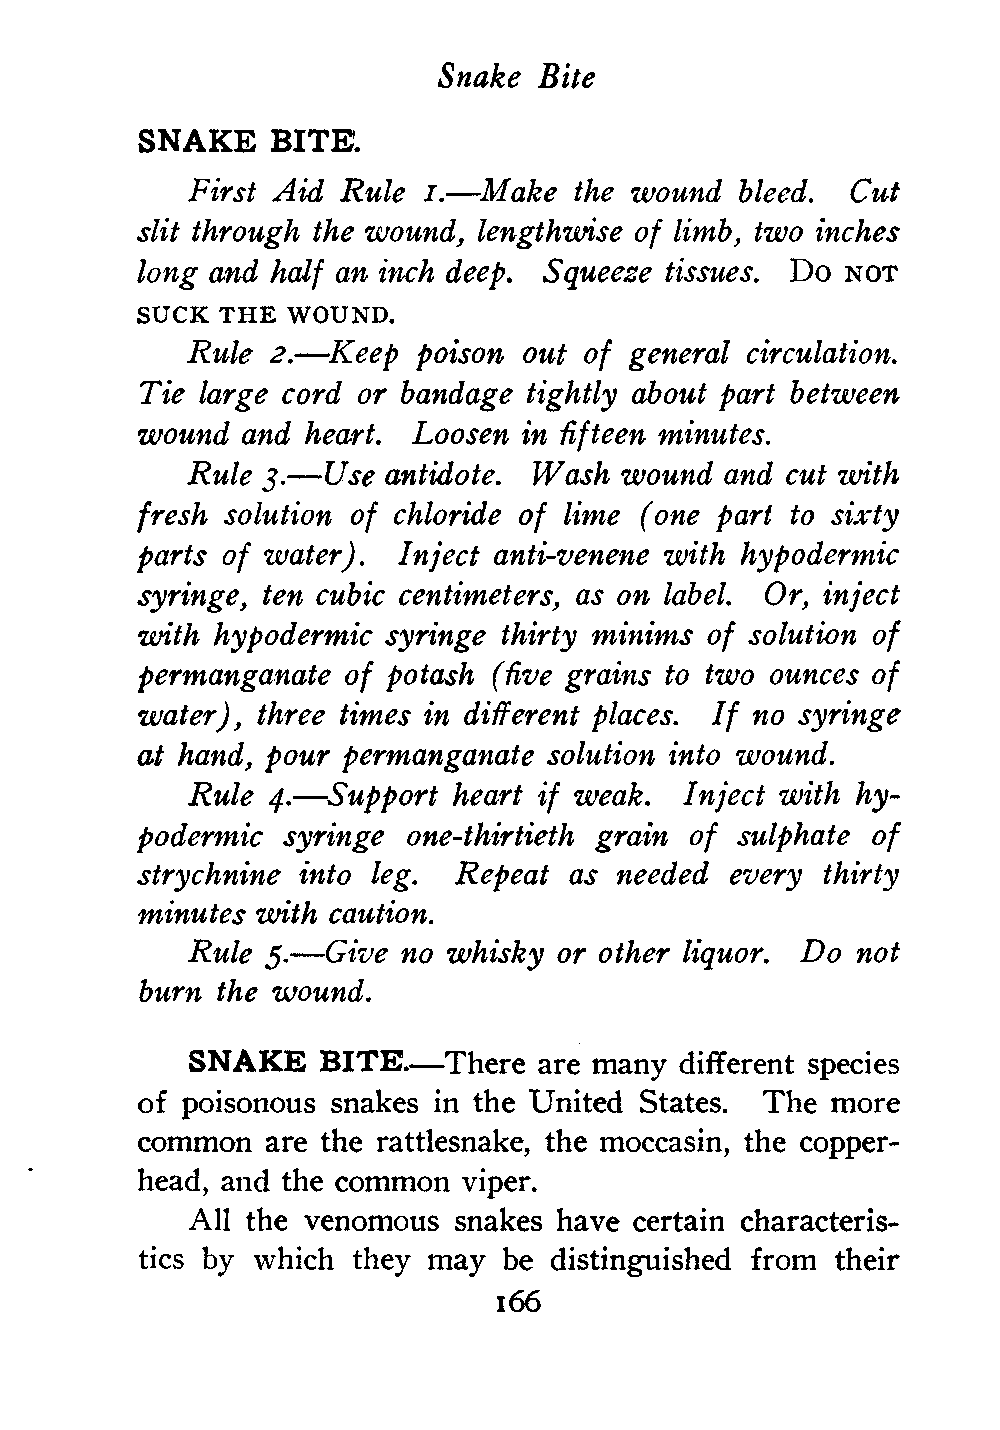 Snake Bite
SNAKE BITE.
First Aid Rule 1.—Make the wound bleed. Cut
slit through the wound, lengthwise of limb, two inches
long and half an inch deep. Squeeze tissues. Do NOT
SUCK THE WOUND.
Rule 2.—Keep poison out of general circulation.
Tie large cord or bandage tightly about part between
wound and heart. Loosen in fifteen minutes.
Rule 3.—Use antidote. Wash wound and cut with
fresh solution of chloride of lime (one part to sixty
parts of water). Inject anti-venene with hypodermic
syringe, ten cubic centimeters, as on label. Or, inject
with hypodermic syringe thirty minims of solution of
permanganate of potash (five grains to two ounces of
water), three times in different places. If no syringe
at hand, pour permanganate solution into wound.
Rule 4.—Support heart if weak. Inject with hy-
podermic syringe one-thirtieth grain of sulphate of
strychnine into leg. Repeat as needed every thirty
minutes with caution.
Rule 5.—Give no whisky or other liquor. Do not
burn the wound.
SNAKE BITE.—There are many different species
of poisonous snakes in the United States. The more
common are the rattlesnake, the moccasin, the copper-
head, and the common viper.
All the venomous snakes have certain characteris-
tics by which they may be distinguished from their
166